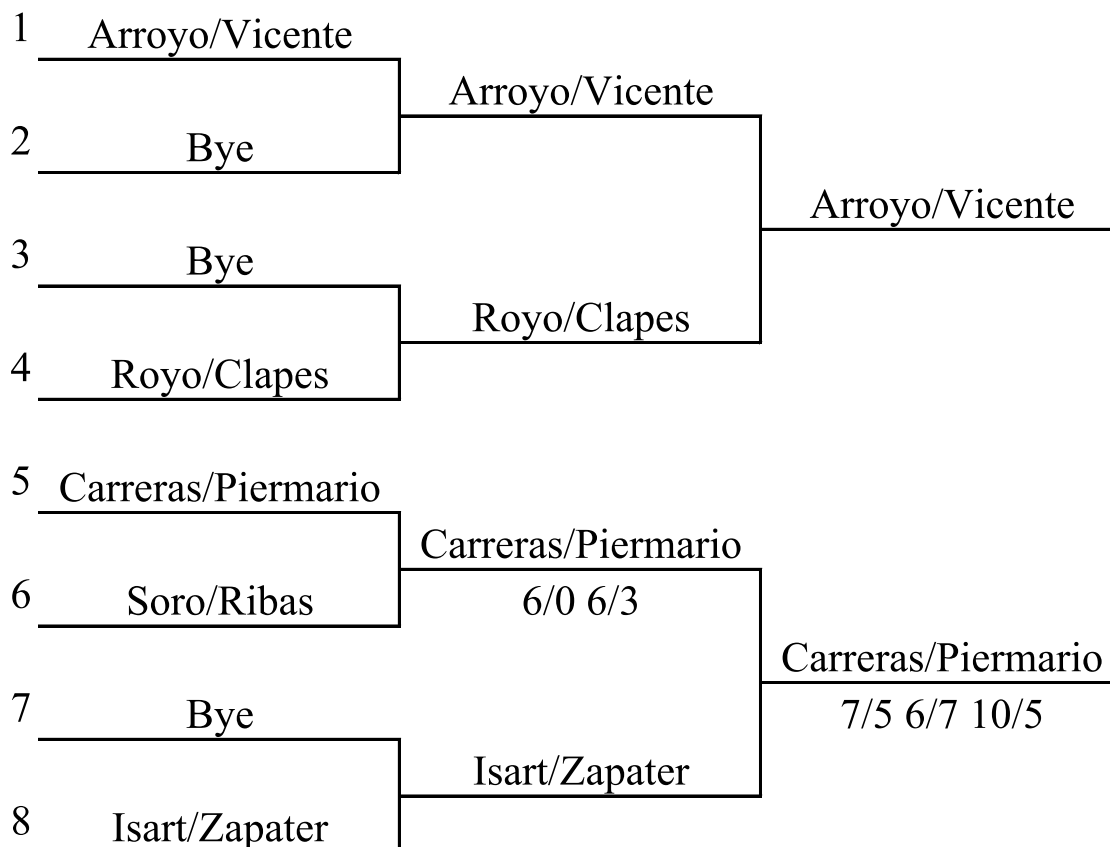 1 Arroyo/Vicente
Arroyo/Vicente
2 Bye
Arroyo/Vicente
3 Bye
Royo/Clapes
4 Royo/Clapes
5 Carreras/Piermario
Carreras/Piermario
6 Soro/Ribas
6/0 6/3
Carreras/Piermario
7 Bye
7/5 6/7 10/5
Isart/Zapater
8 Isart/Zapater